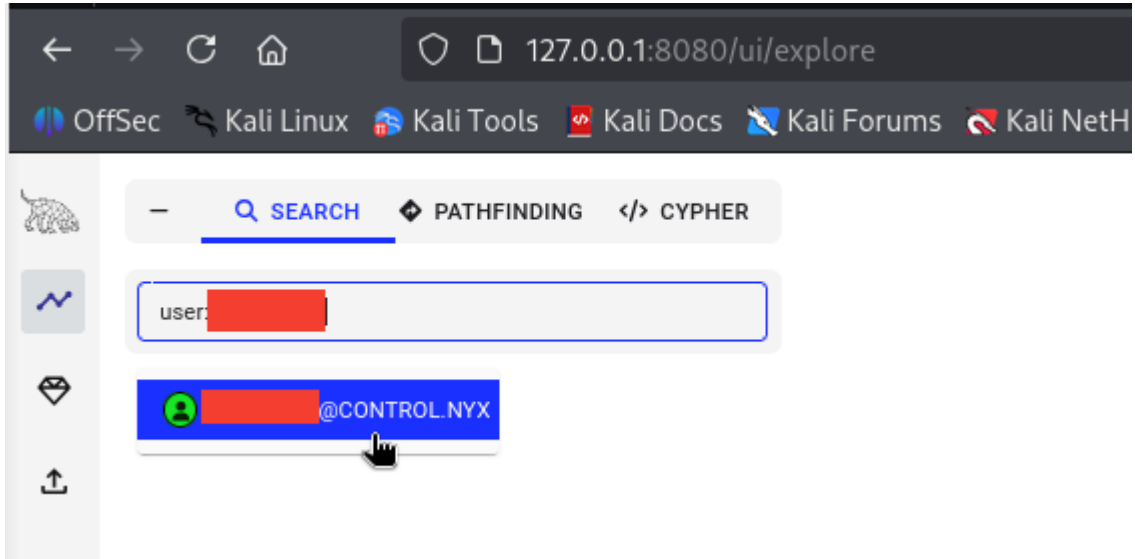 127.0.0.1:8080/ui/explore
OffSec Kali Linux Kali Tools Kali Docs Kali Forums Kali NetH
SEARCH PATHFINDING </> CYPHER
user:
@CONTROL.NYX